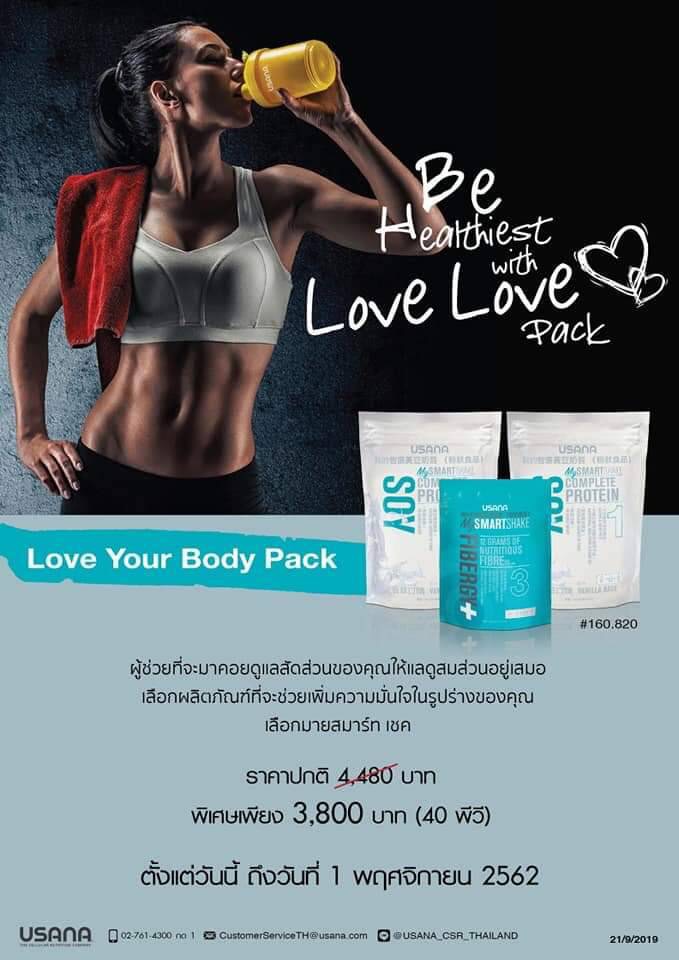 USANA
Be
Healthiest
with
Love Love
Pack
USANA
MySMARTSHAKE
SOY
COMPLETE
PROTEIN
USANA
MySMARTSHAKE
SOY
COMPLETE
PROTEIN
1
USANA
MySMARTSHAKE
FIBERGY+
12 GRAMS OF
NUTRITIOUS
FIBRE
3
Love Your Body Pack
#160.820
ผู้ช่วยที่จะมาคอยดูแลสัดส่วนของคุณให้แลดูสมส่วนอยู่เสมอ
เลือกผลิตภัณฑ์ที่จะช่วยเพิ่มความมั่นใจในรูปร่างของคุณ
เลือกมายสมาร์ท เชค
ราคาปกติ 4,480 บาท
พิเศษเพียง 3,800 บาท (40 พีวี)
ตั้งแต่วันนี้ ถึงวันที่ 1 พฤศจิกายน 2562
USANA
THE CELLULAR NUTRITION COMPANY
02-761-4300 กด 1 CustomerServiceTH@usana.com @USANA_CSR_THAILAND
21/9/2019